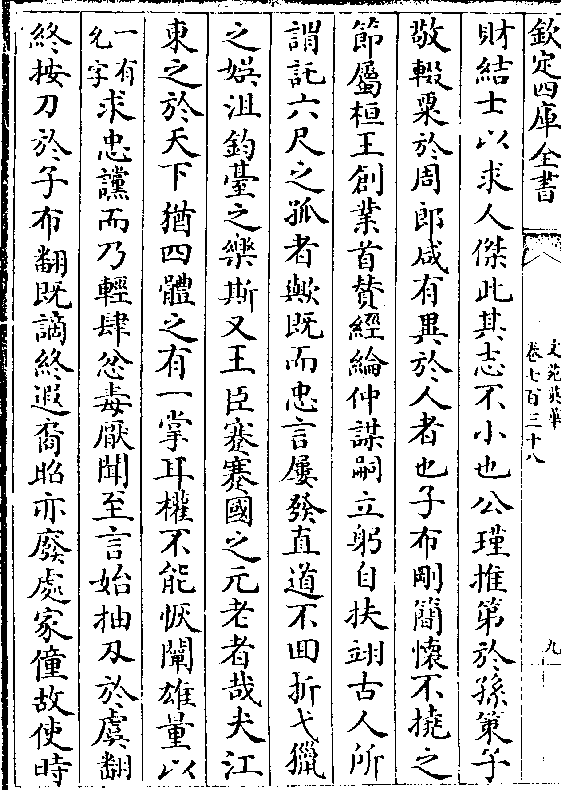 欽定四庫全書
文苑英華
卷七百三十八
九
財結士以求人傑此其志不小也公瑾推第於孫策子
敬輟粟於周郎咸有異於人者也子布剛簡懷不撓之
節屬桓王創業首賛經綸仲謀嗣立躬自扶翊古人所
謂託六尺之孤者歟既而忠言屢發直道不回折弋獵
之娱沮釣臺之樂斯又王臣蹇蹇國之元老者哉夫江
東之於天下猶四體之有一掌耳權不能恢闡雄量以
一有允字求忠讜而乃輕肆忿毒厭聞至言始抽刃於虞翻
終按刀於子布翻既謫終遐裔昭亦廢處家僮故使時